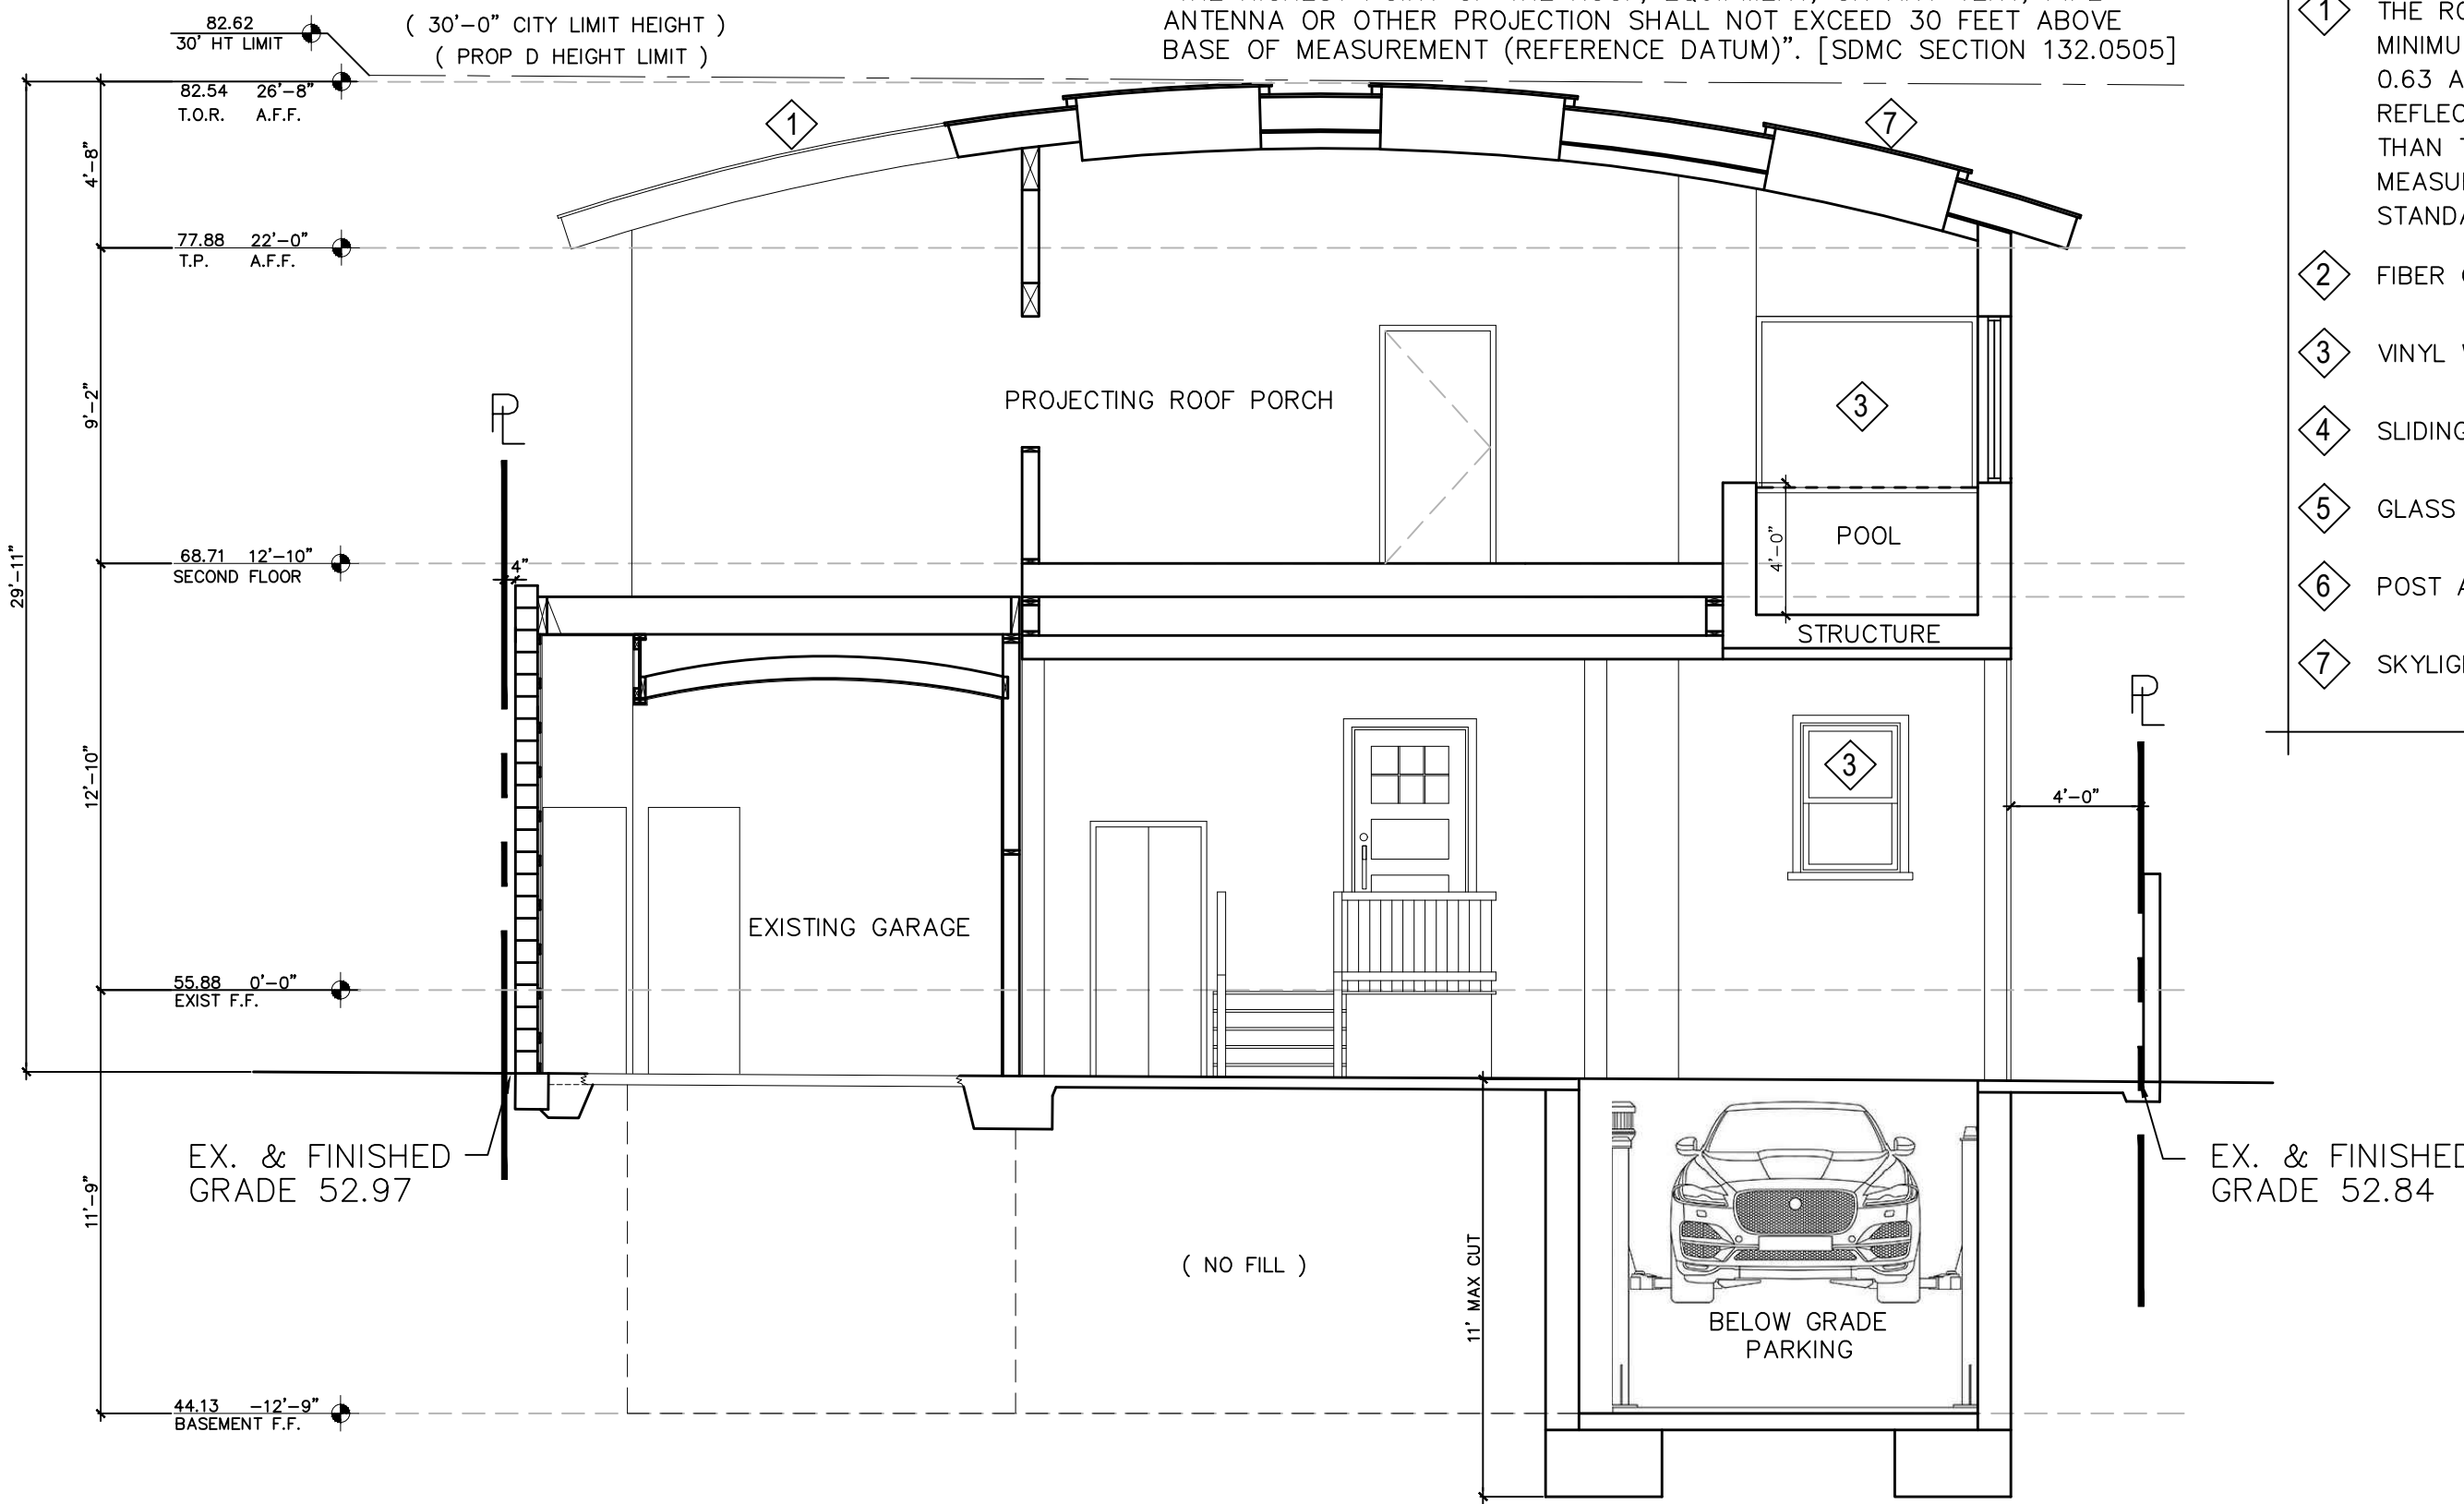 82.62
30' HT LIMIT
( 30'-0" CITY LIMIT HEIGHT )
( PROP D HEIGHT LIMIT )
ANTENNA OR OTHER PROJECTION SHALL NOT EXCEED 30 FEET ABOVE
BASE OF MEASUREMENT (REFERENCE DATUM)". [SDMC SECTION 132.0505]
82.54 26'-8"
T.O.R. A.F.F.
4'-8"
77.88 22'-0"
T.P. A.F.F.
9'-2"
29'-11"
68.71 12'-10"
SECOND FLOOR
12'-10"
55.88 0'-0"
EXIST F.F.
11'-9"
44.13 -12'-9"
BASEMENT F.F.
1
7
PL
4"
PROJECTING ROOF PORCH
3
POOL
4'-0"
STRUCTURE
EXISTING GARAGE
3
PL
4'-0"
EX. & FINISHED
GRADE 52.97
( NO FILL )
11' MAX CUT
BELOW GRADE
PARKING
EX. & FINISHED
GRADE 52.84
1 THE
0.63
THAN
2 FIBER
3 VINYL
4
5 GLASS
6 POST
7